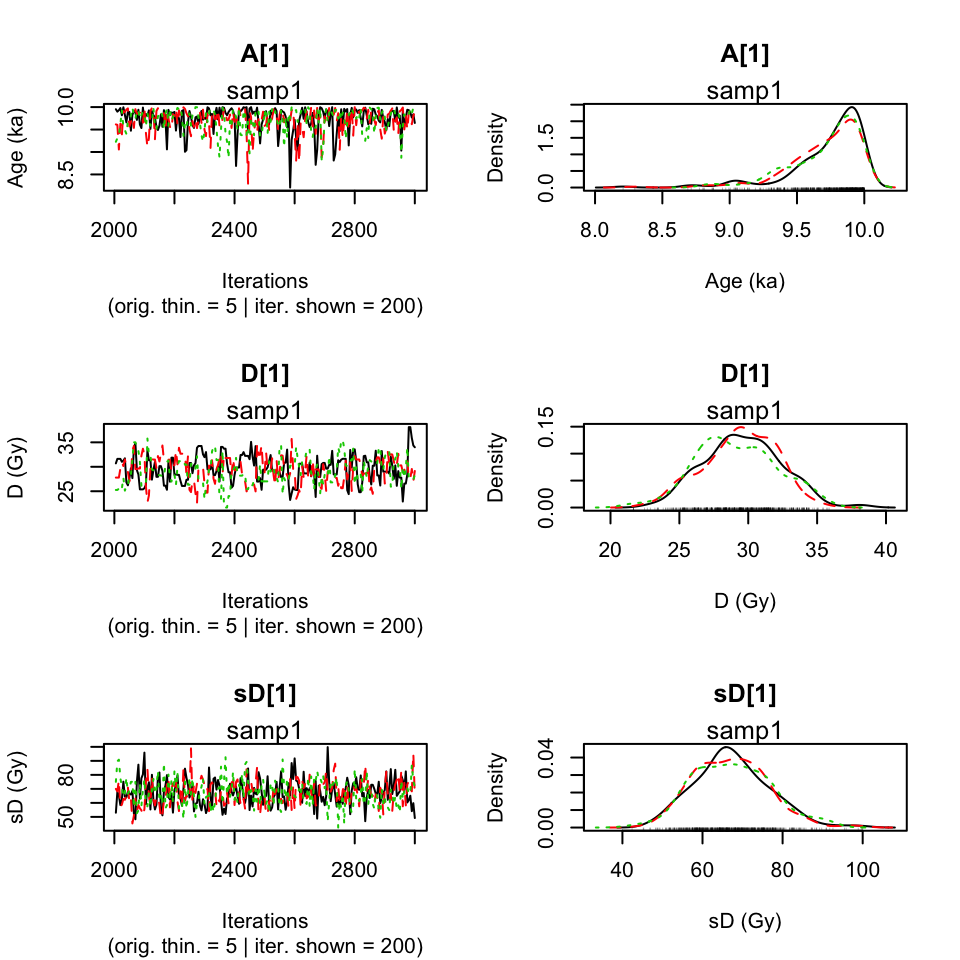 A[1]
samp1
Age (ka)
8.5 10.0
2000 2400 2800
Iterations
(orig. thin. = 5 | iter. shown = 200)
A[1]
samp1
Density
0.0 1.5
8.0 8.5 9.0 9.5 10.0
Age (ka)
D[1]
samp1
D (Gy)
25 35
2000 2400 2800
Iterations
(orig. thin. = 5 | iter. shown = 200)
D[1]
samp1
Density
0.00 0.15
20 25 30 35 40
D (Gy)
sD[1]
samp1
sD (Gy)
50 80
2000 2400 2800
Iterations
(orig. thin. = 5 | iter. shown = 200)
sD[1]
samp1
Density
0.00 0.04
40 60 80 100
sD (Gy)